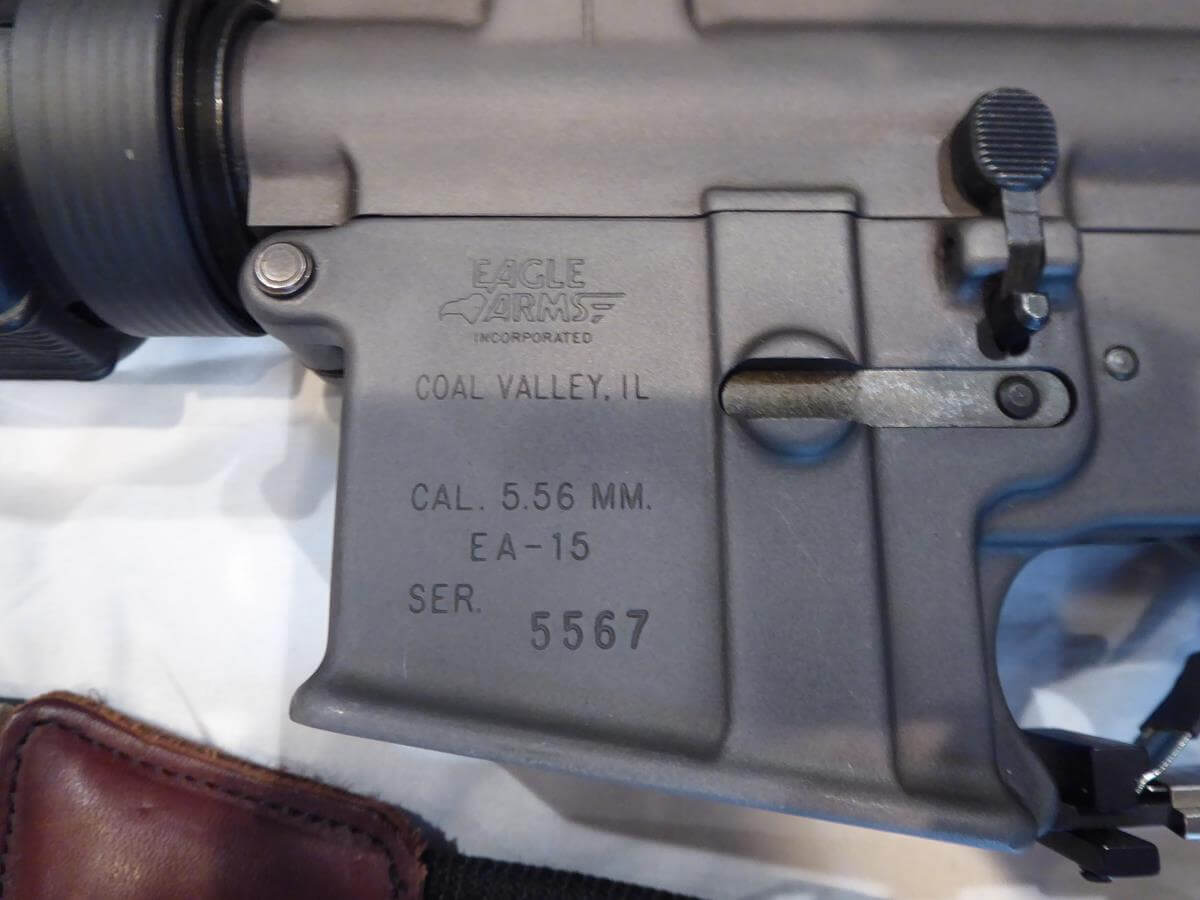 EAGLE
ARMS
INCORPORATED
COAL VALLEY, IL
CAL. 5.56 MM.
EA-15
SER.
5567